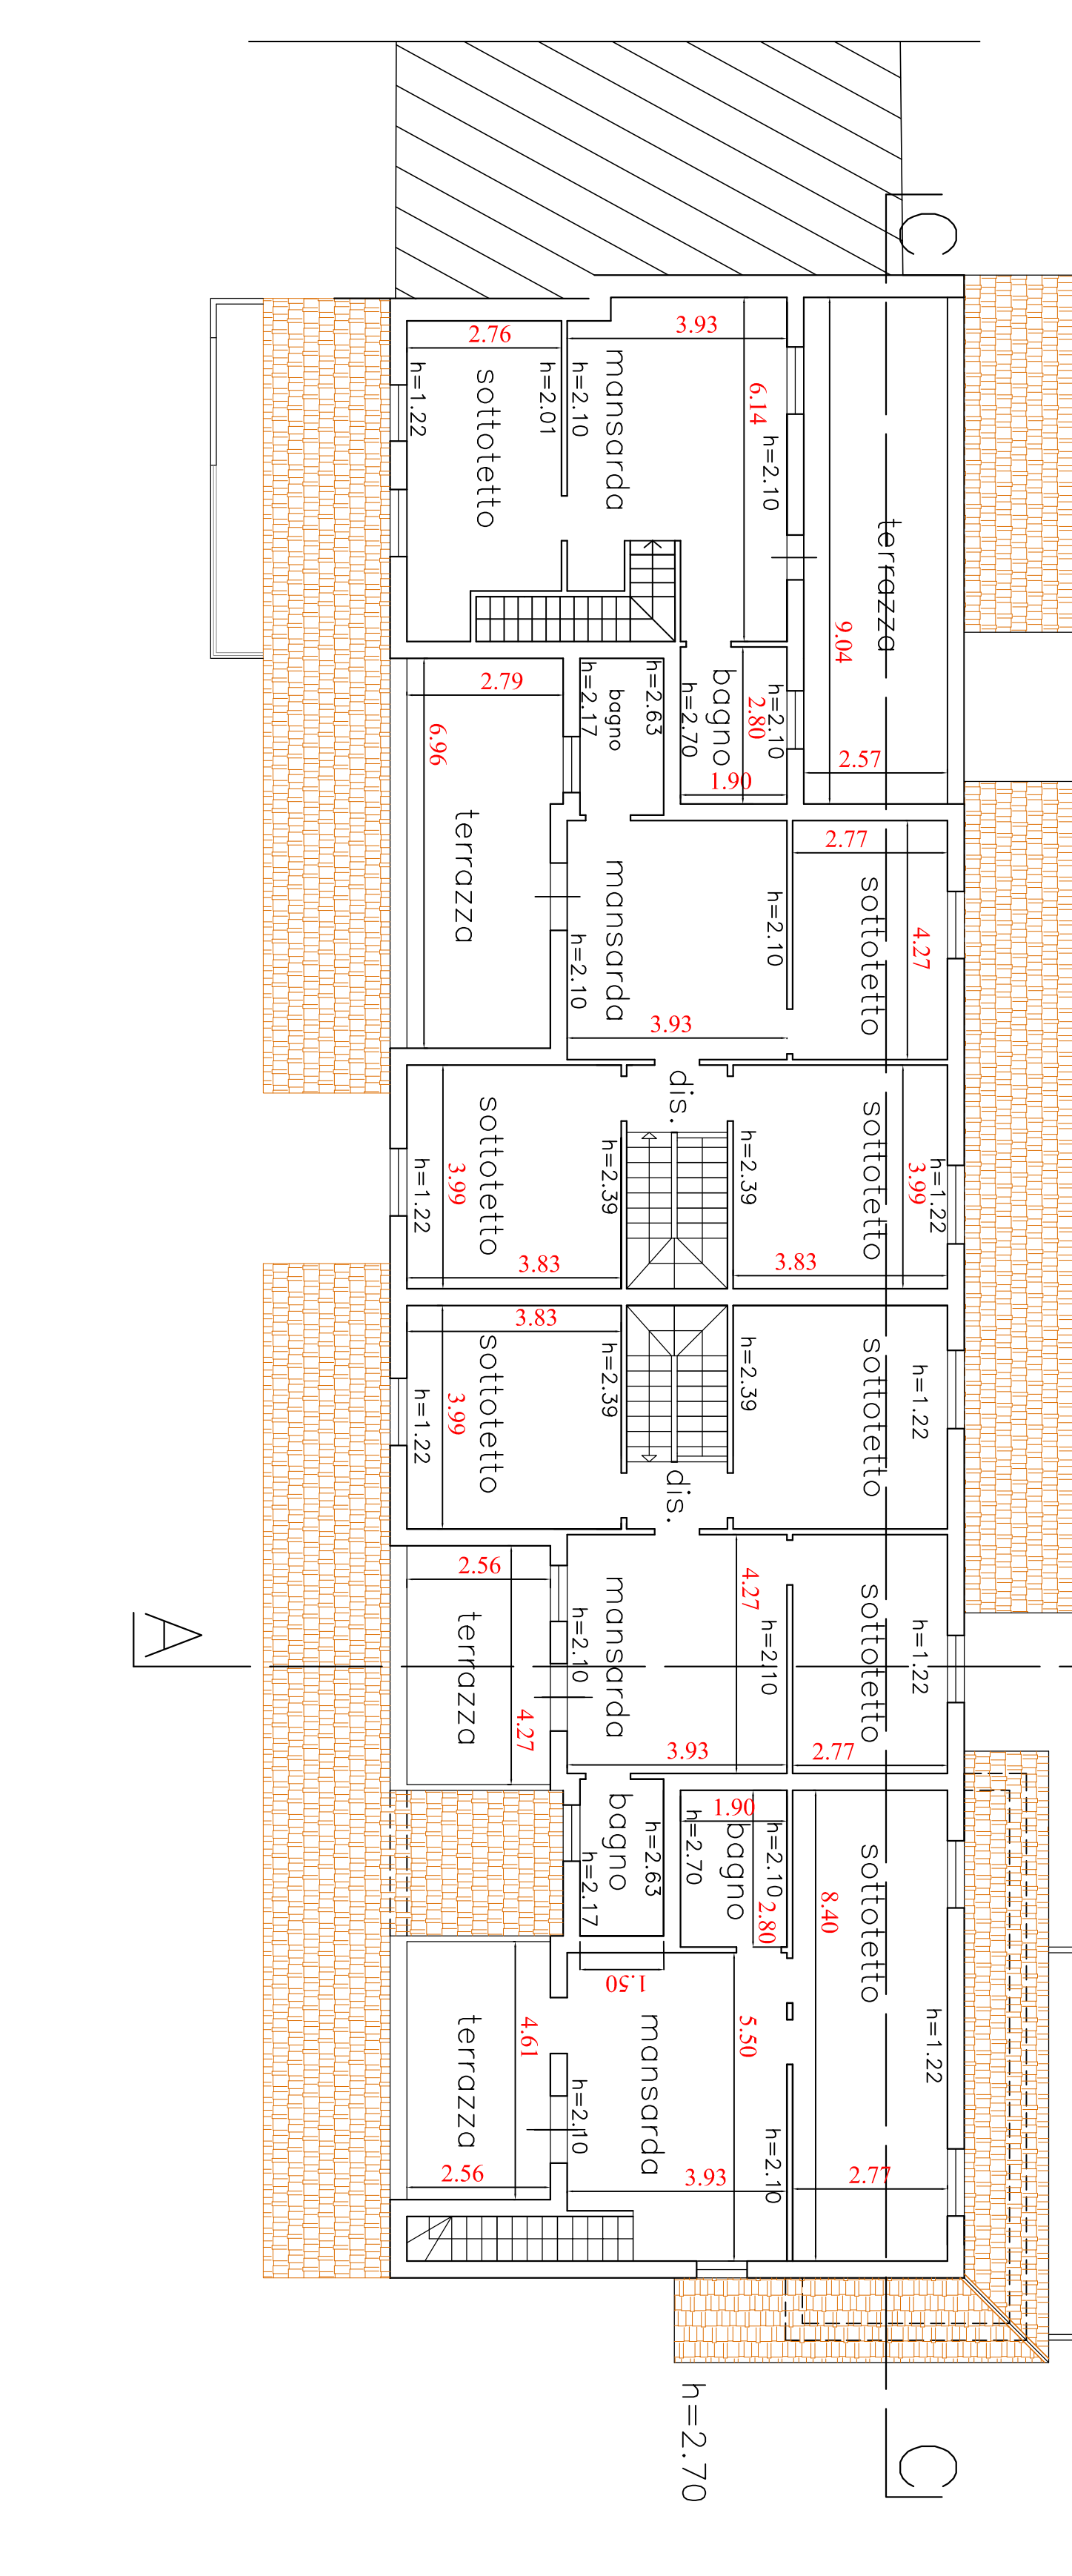 C
2.76
3.93
h=1.22
sottotetto
h=2.01
h=2.10
mansarda
6.14
h=2.10
terrazza
9.04
2.57
2.79
6.96
terrazza
h=2.17
bagno
h=2.63
h=2.70
bagno
2.80
h=2.10
1.90
2.77
4.27
sottotetto
mansarda
h=2.10
h=2.10
3.93
dis.
sottotetto
h=1.22
3.99
3.83
h=2.39
h=2.39
sottotetto
3.99
h=1.22
3.83
3.83
sottotetto
3.99
h=1.22
h=2.39
h=2.39
sottotetto
h=1.22
dis.
2.56
terrazza
4.27
h=2.10
mansarda
4.27
h=2.10
3.93
sottotetto
h=1.22
2.77
A
bagno
h=2.63
h=2.17
1.90
h=2.70
bagno
h=2.10
2.80
8.40
sottotetto
h=1.22
1.50
terrazza
4.61
2.56
h=2.10
mansarda
5.50
h=2.10
3.93
2.77
h=2.70
C